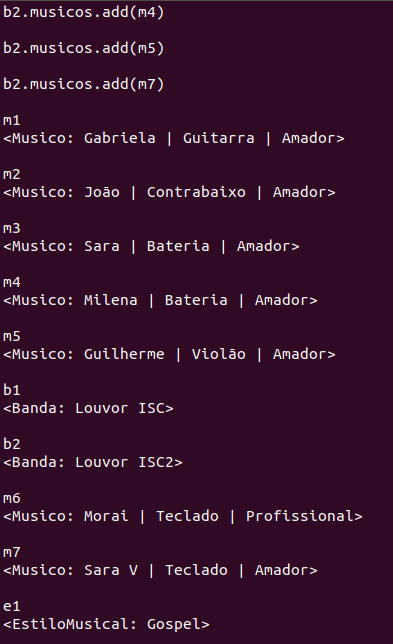 b2.musicos.add(m4)
b2.musicos.add(m5)
b2.musicos.add(m7)
m1
<Musico: Gabriela | Guitarra | Amador>
m2
<Musico: João | Contrabaixo | Amador>
m3
<Musico: Sara | Bateria | Amador>
m4
<Musico: Milena | Bateria | Amador>
m5
<Musico: Guilherme | Violão | Amador>
b1
<Banda: Louvor ISC>
b2
<Banda: Louvor ISC2>
m6
<Musico: Morai | Teclado | Profissional>
m7
<Musico: Sara V | Teclado | Amador>
e1
<EstiloMusical: Gospel>